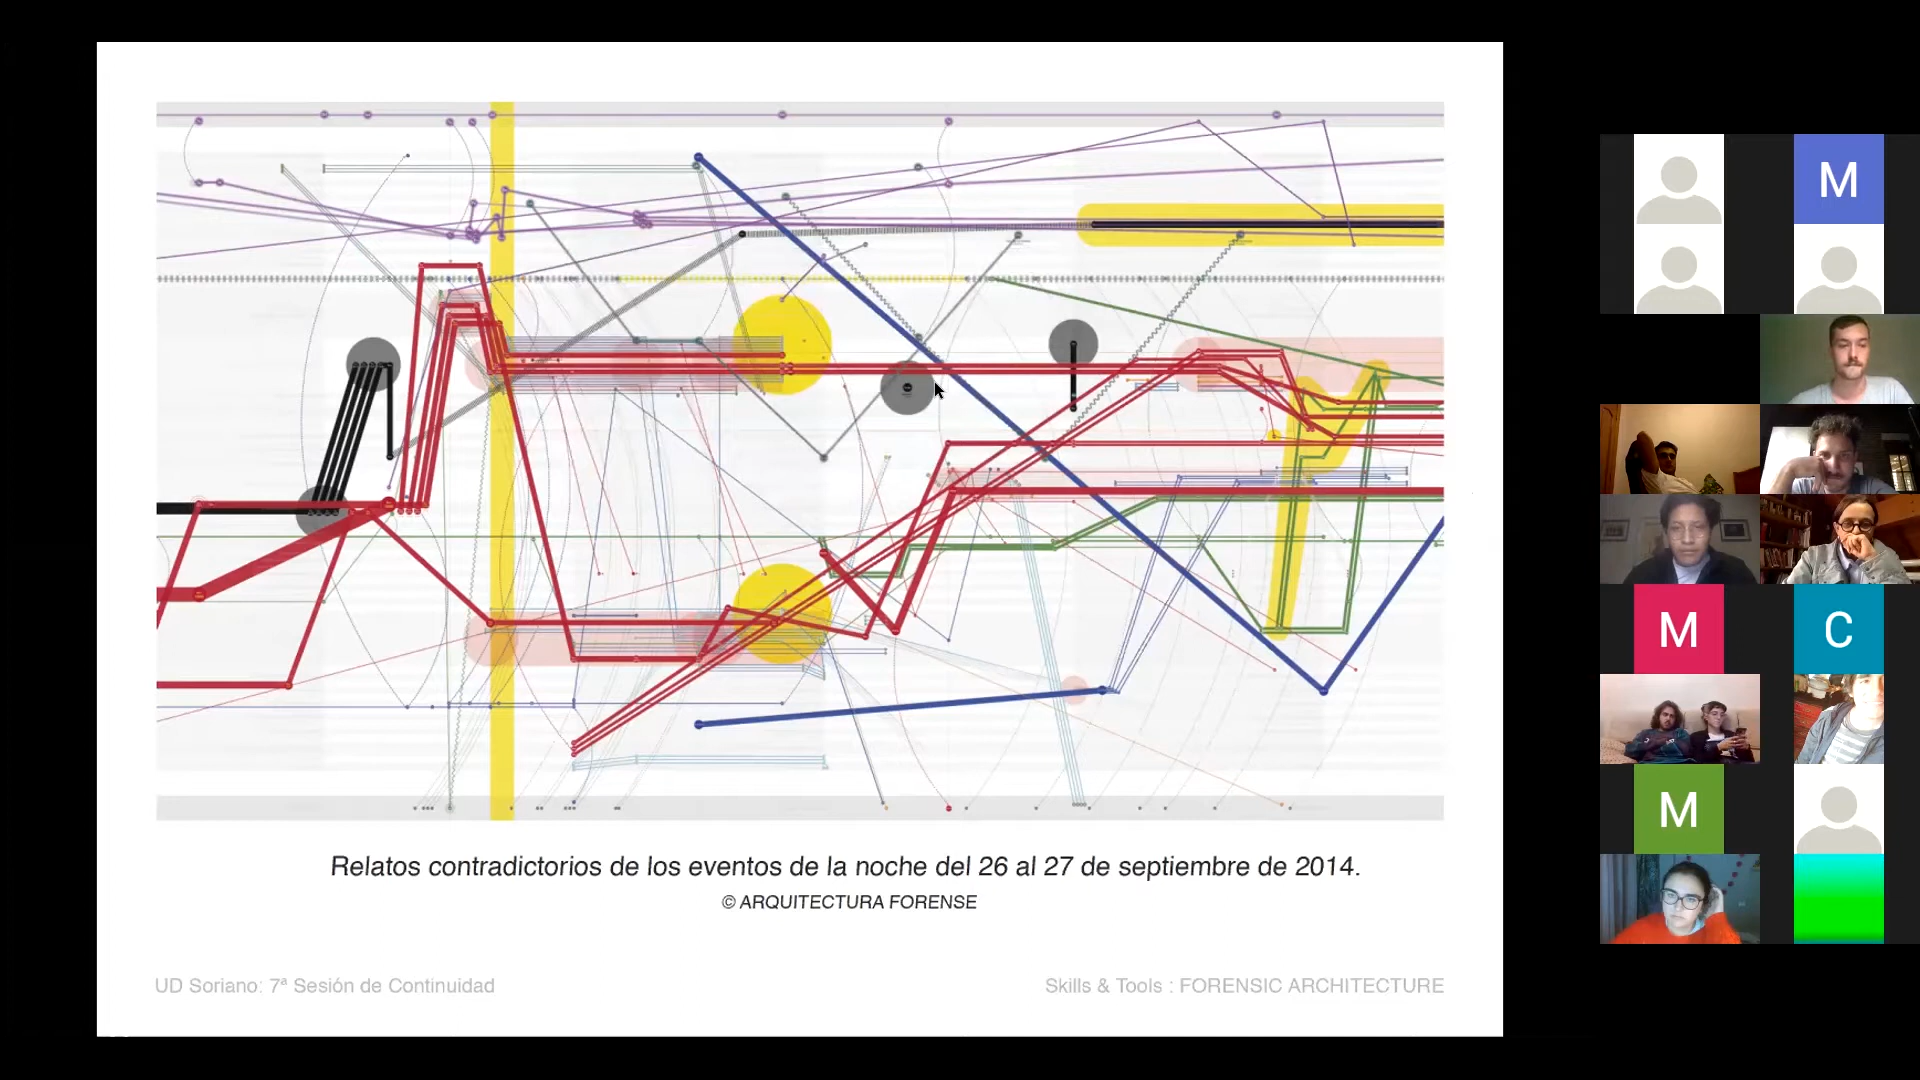 Relatos contradictorios de los eventos de la noche del 26 al 27 de septiembre de 2014.
© ARQUITECTURA FORENSE
UD Soriano: 7ª Sesión de Continuidad
Skills & Tools : FORENSIC ARCHITECTURE
M
M
C
M